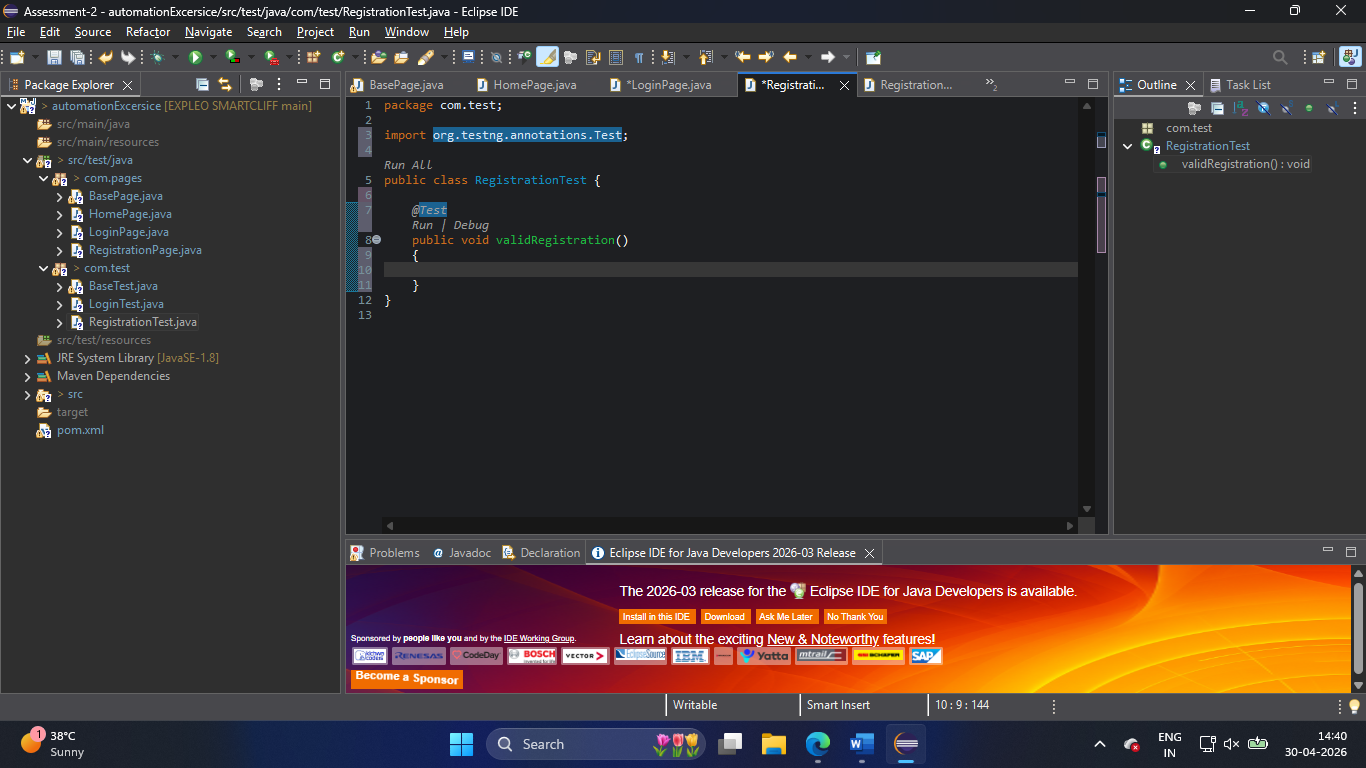 Assessment-2 - automationExcersice/src/test/java/com/test/RegistrationTest.java - Eclipse IDE
File Edit Source Refactor Navigate Search Project Run Window Help
Package Explorer
> automationExcersice [EXPLEO SMARTCLIFF main]
src/main/java
src/main/resources
> src/test/java
> com.pages
BasePage.java
HomePage.java
LoginPage.java
RegistrationPage.java
> com.test
BaseTest.java
LoginTest.java
RegistrationTest.java
src/test/resources
JRE System Library [JavaSE-1.8]
Maven Dependencies
> src
target
pom.xml
BasePage.java HomePage.java *LoginPage.java *Registrati... Registration... »2
1 package com.test;
2
3 import org.testng.annotations.Test;
4
Run All
5 public class RegistrationTest {
6
7 @Test
Run | Debug
8 public void validRegistration()
9 {
10
11 }
12 }
13
Outline Task List
com.test
RegistrationTest
validRegistration() : void
Problems @ Javadoc Declaration Eclipse IDE for Java Developers 2026-03 Release
The 2026-03 release for the Eclipse IDE for Java Developers is available.
Install in this IDE Download Ask Me Later No Thank You
Learn about the exciting New & Noteworthy features!
Sponsored by people like you and by the IDE Working Group.
RENESAS CodeDay BOSCH VECTOR EclipseSource IBM Yatta mtrail SCHÄFER SAP
Become a Sponsor
Writable Smart Insert 10 : 9 : 144
1 38°C
Sunny
Search
ENG
IN
14:40
30-04-2026